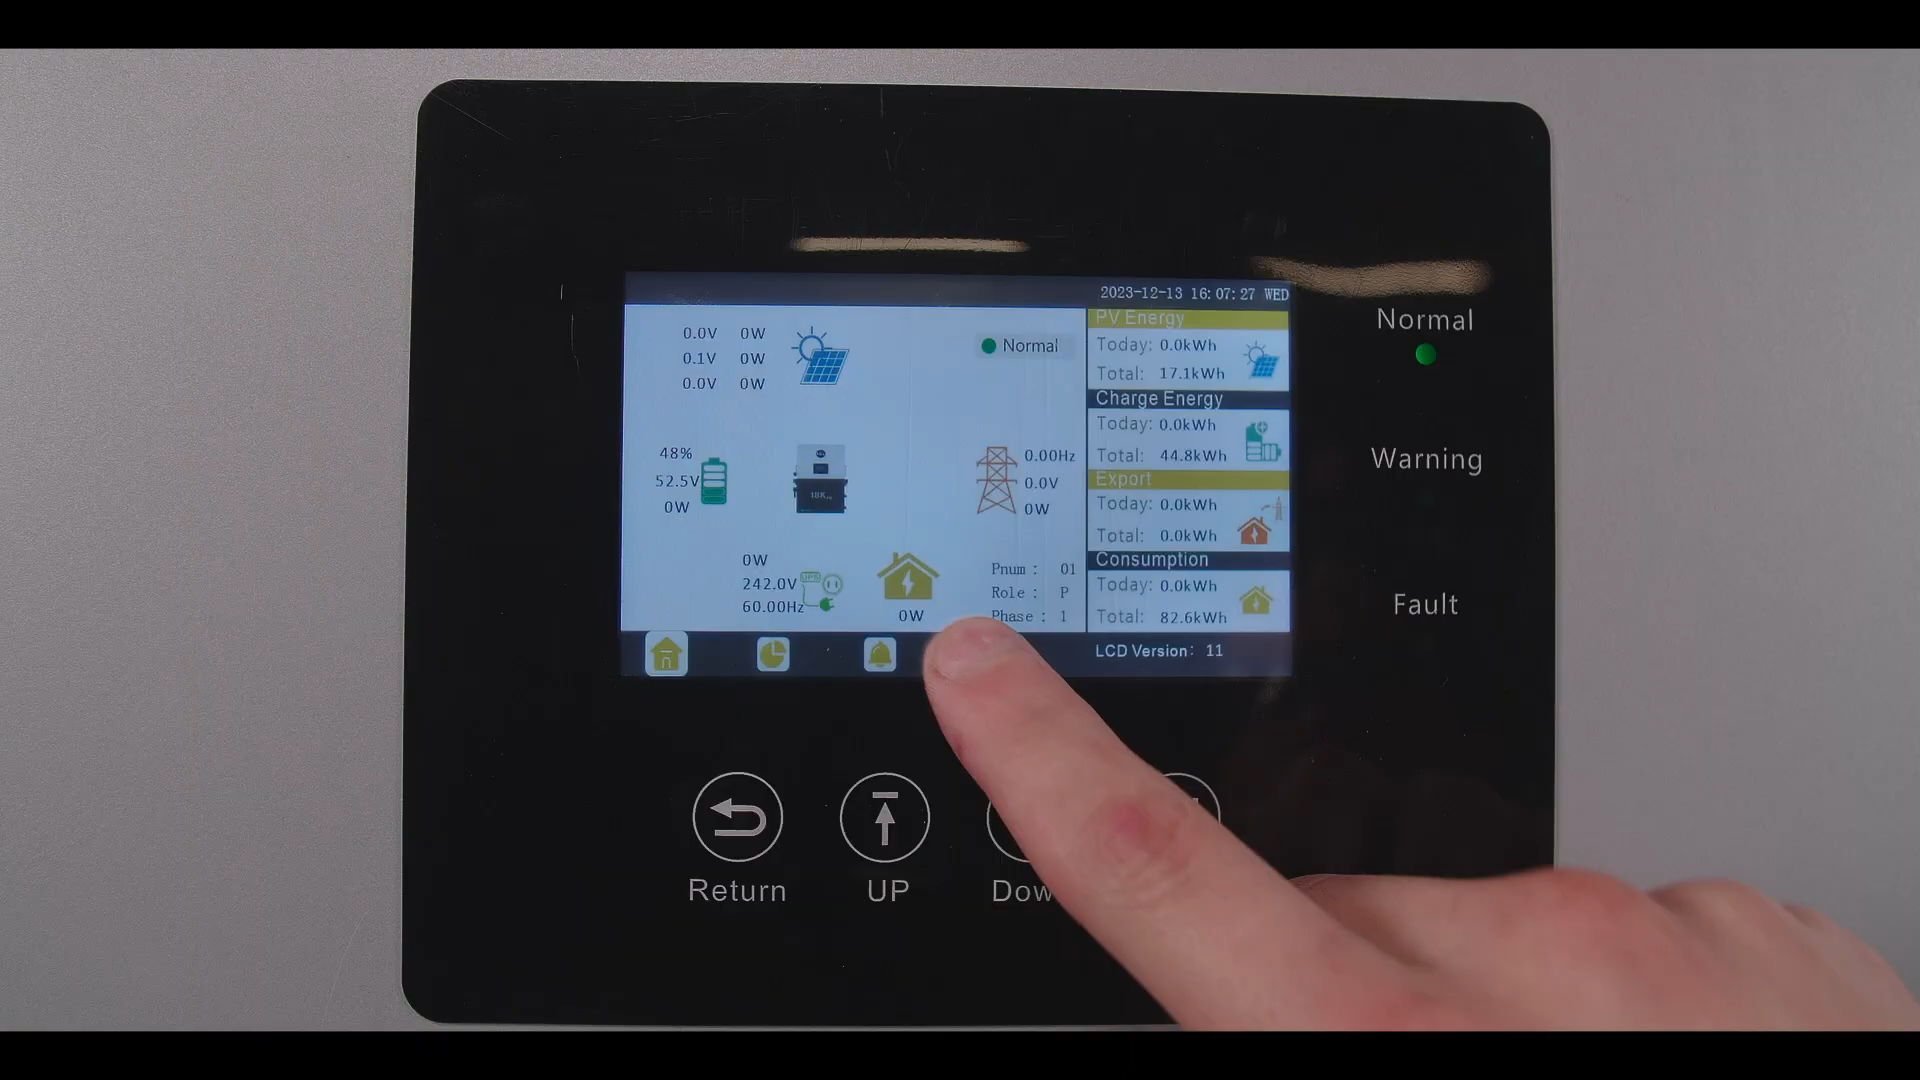 2023-12-13 16:07:27 WED
0.0V 0W
0.1V 0W
0.0V 0W
Normal
48%
52.5V
0W
18K
0.00Hz
0.0V
0W
0W
242.0V
60.00Hz
UPS
0W
Pnum : 01
Role : P
Phase : 1
PV Energy
Today: 0.0kWh
Total: 17.1kWh
Charge Energy
Today: 0.0kWh
Total: 44.8kWh
Export
Today: 0.0kWh
Total: 0.0kWh
Consumption
Today: 0.0kWh
Total: 82.6kWh
LCD Version: 11
Normal
Warning
Fault
Return
UP
Dow